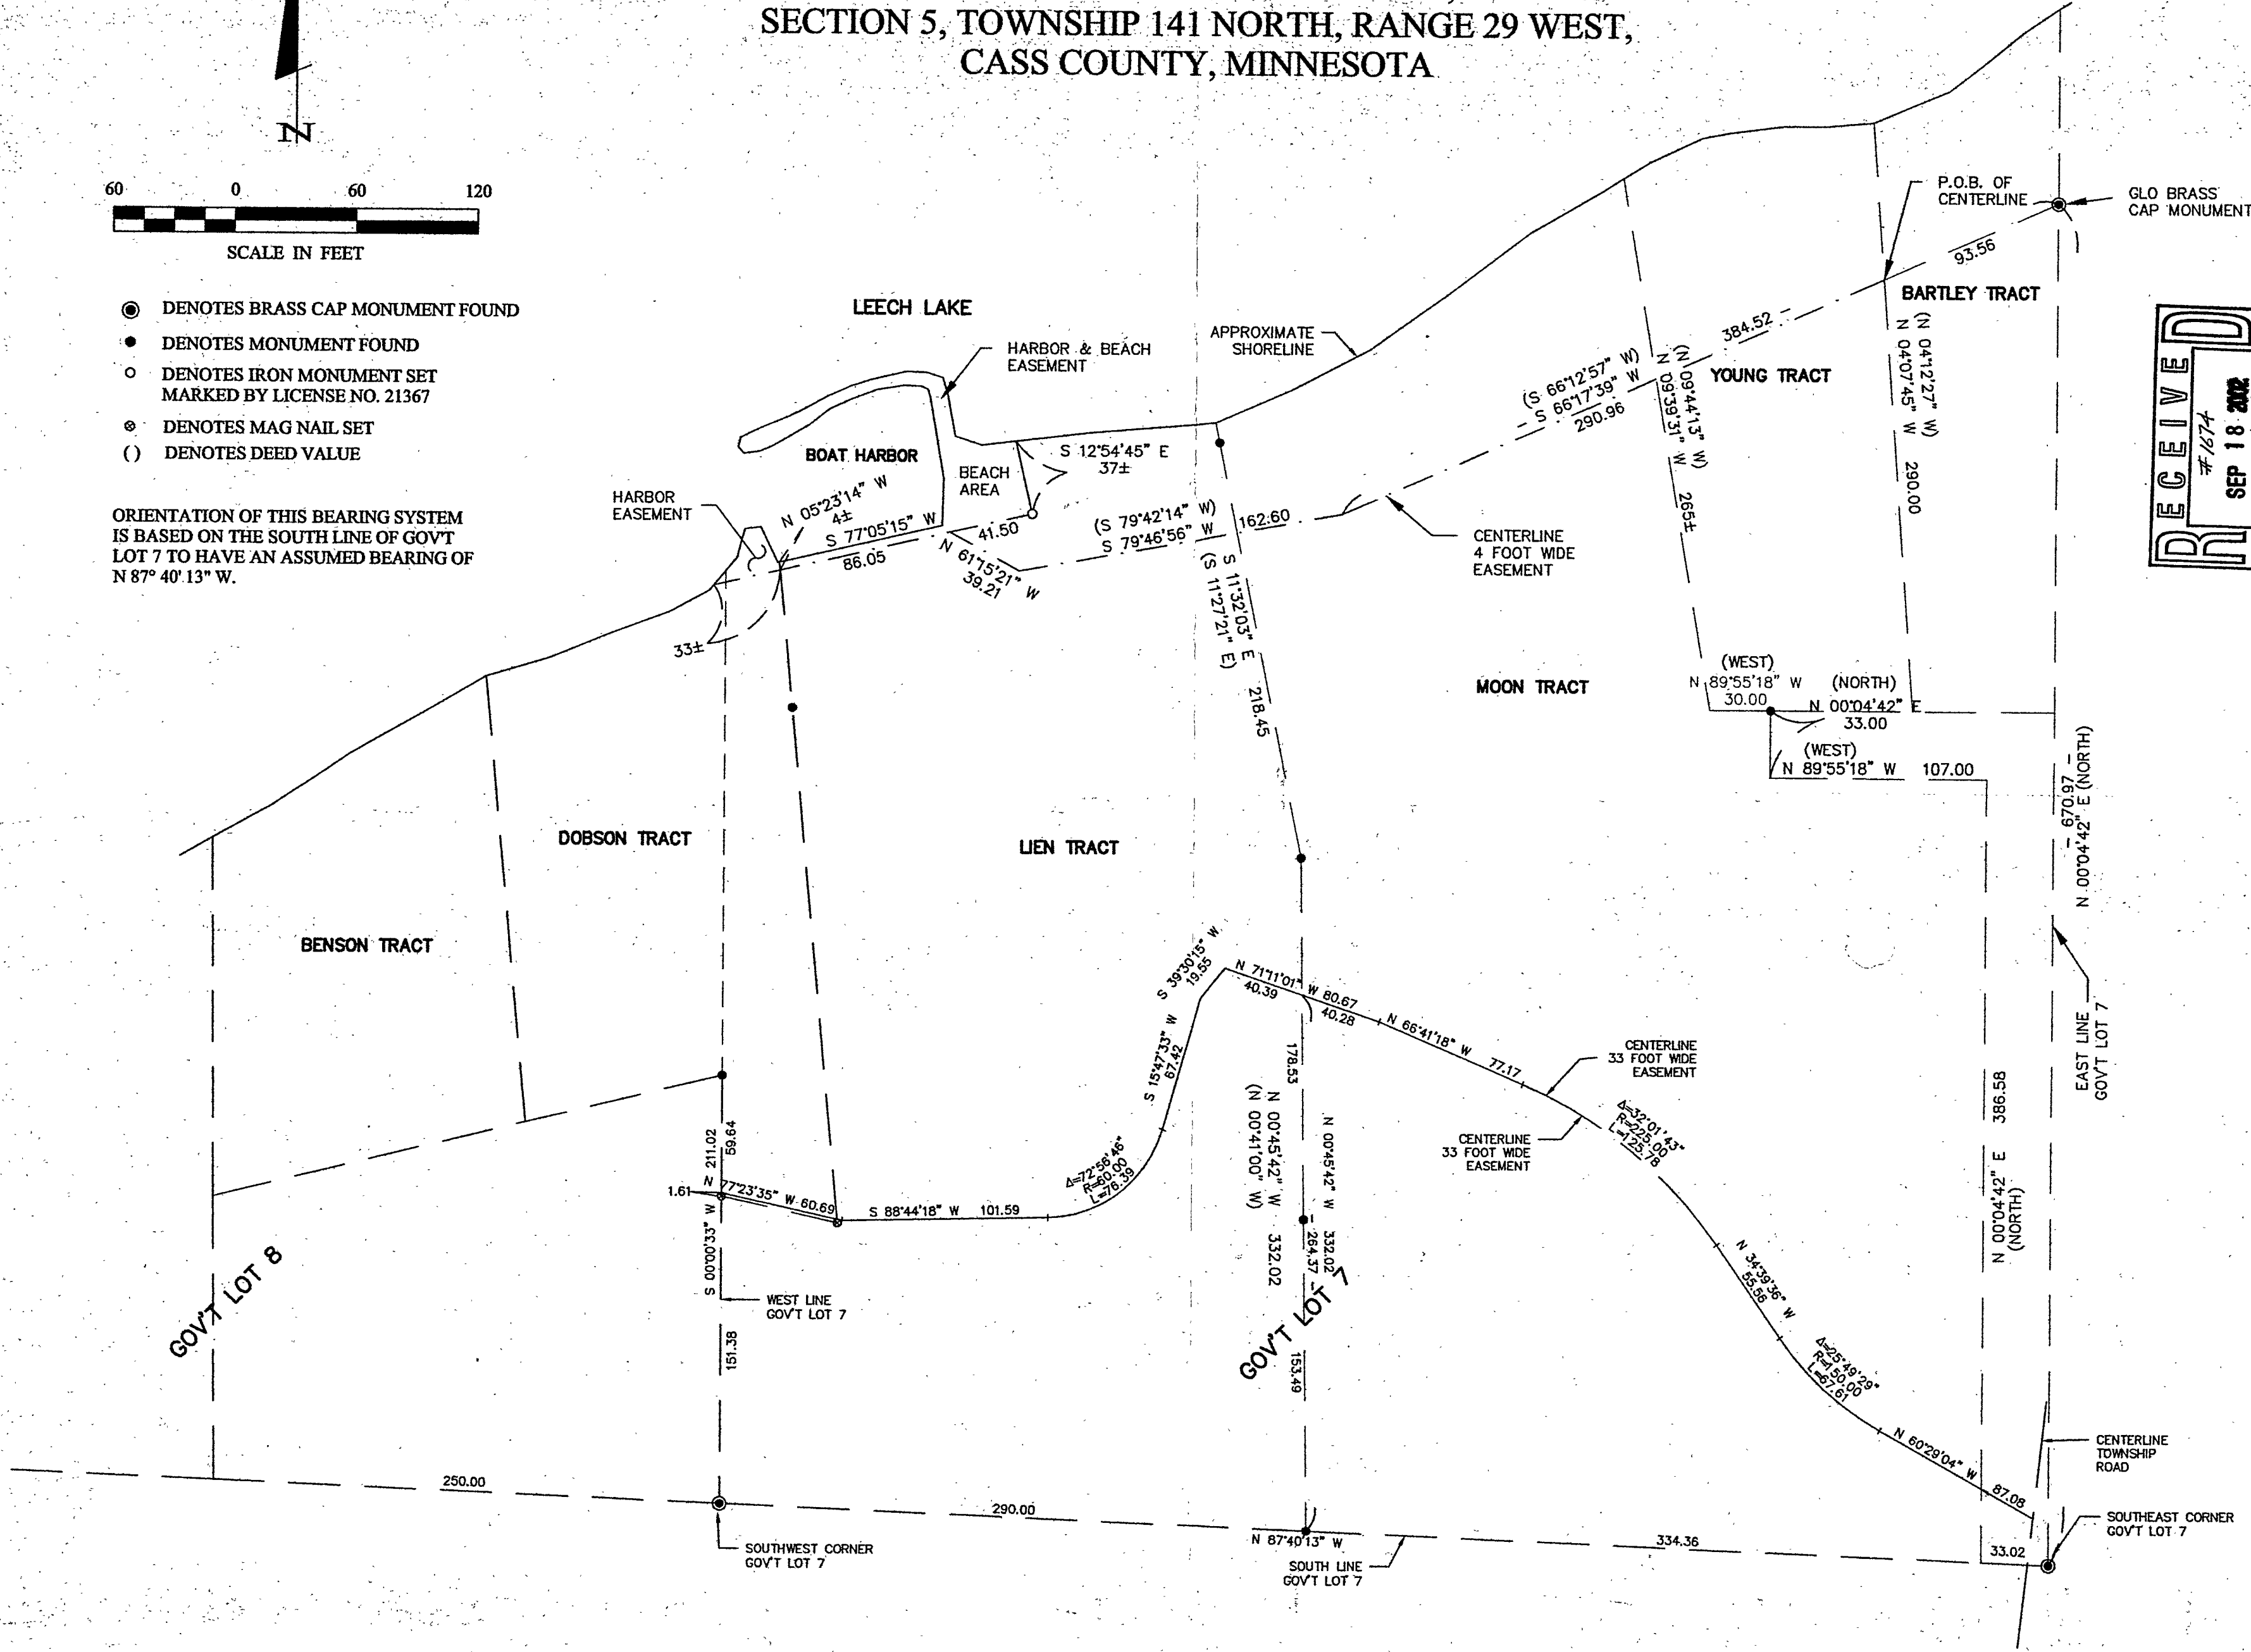 SECTION 5, TOWNSHIP 141 NORTH, RANGE 29 WEST,
CASS COUNTY, MINNESOTA
N
60 0 60 120
SCALE IN FEET
DENOTES BRASS CAP MONUMENT FOUND
DENOTES MONUMENT FOUND
DENOTES IRON MONUMENT SET
MARKED BY LICENSE NO. 21367
DENOTES MAG NAIL SET
( ) DENOTES DEED VALUE
ORIENTATION OF THIS BEARING SYSTEM
IS BASED ON THE SOUTH LINE OF GOV'T
LOT 7 TO HAVE AN ASSUMED BEARING OF
N 87° 40' 13" W.
LEECH LAKE
HARBOR & BEACH
EASEMENT
APPROXIMATE
SHORELINE
P.O.B. OF
CENTERLINE
GLO BRASS
CAP MONUMENT
93.56
BARTLEY TRACT
384.52
YOUNG TRACT
(S 66°12'57" W)
S 66°17'39" W
290.96
(N 09°44'13" W)
N 09°39'31" W
265±
(N 04°12'27" W)
N 04°07'45" W
290.00
RECEIVED
#1974
SEP 18 2002
BOAT HARBOR
BEACH
AREA
S 12°54'45" E
37±
HARBOR
EASEMENT
N 05°23'14" W
4±
S 77°05'15" W
86.05
41.50
N 61°15'21" W
39.21
(S 79°42'14" W)
S 79°46'56" W
162.60
CENTERLINE
4 FOOT WIDE
EASEMENT
S 11°32'03" E
(S 11°27'21" E)
218.45
33±
MOON TRACT
(WEST)
N 89°55'18" W
30.00
(NORTH)
N 00°04'42" E
33.00
(WEST)
N 89°55'18" W 107.00
670.97
N 00°04'42" E (NORTH)
DOBSON TRACT
LIEN TRACT
BENSON TRACT
S 39°30'15" W
19.55
N 71°11'01" W 80.67
40.39
40.28
N 66°41'18" W
77.17
S 15°47'33" W
67.42
178.53
CENTERLINE
33 FOOT WIDE
EASEMENT
CENTERLINE
33 FOOT WIDE
EASEMENT
Δ=32°01'43"
R=225.00
L=125.78
EAST LINE
GOV'T LOT 7
386.58
N 00°04'42" E
(NORTH)
211.02
59.64
N 77°23'35" W 60.69
1.61
S 88°44'18" W 101.59
Δ=72°56'46"
R=60.00
L=76.39
N 00°45'42" W 332.02
(N 00°41'00" W)
N 00°45'42" W 332.02
264.37
S 00°00'33" W
WEST LINE
GOV'T LOT 7
GOV'T LOT 8
GOV'T LOT 7
151.38
153.49
N 34°39'36" W
55.56
Δ=25°49'29"
R=150.00
L=67.61
N 60°29'04" W
87.08
CENTERLINE
TOWNSHIP
ROAD
250.00
290.00
N 87°40'13" W
334.36
33.02
SOUTHWEST CORNER
GOV'T LOT 7
SOUTH LINE
GOV'T LOT 7
SOUTHEAST CORNER
GOV'T LOT 7